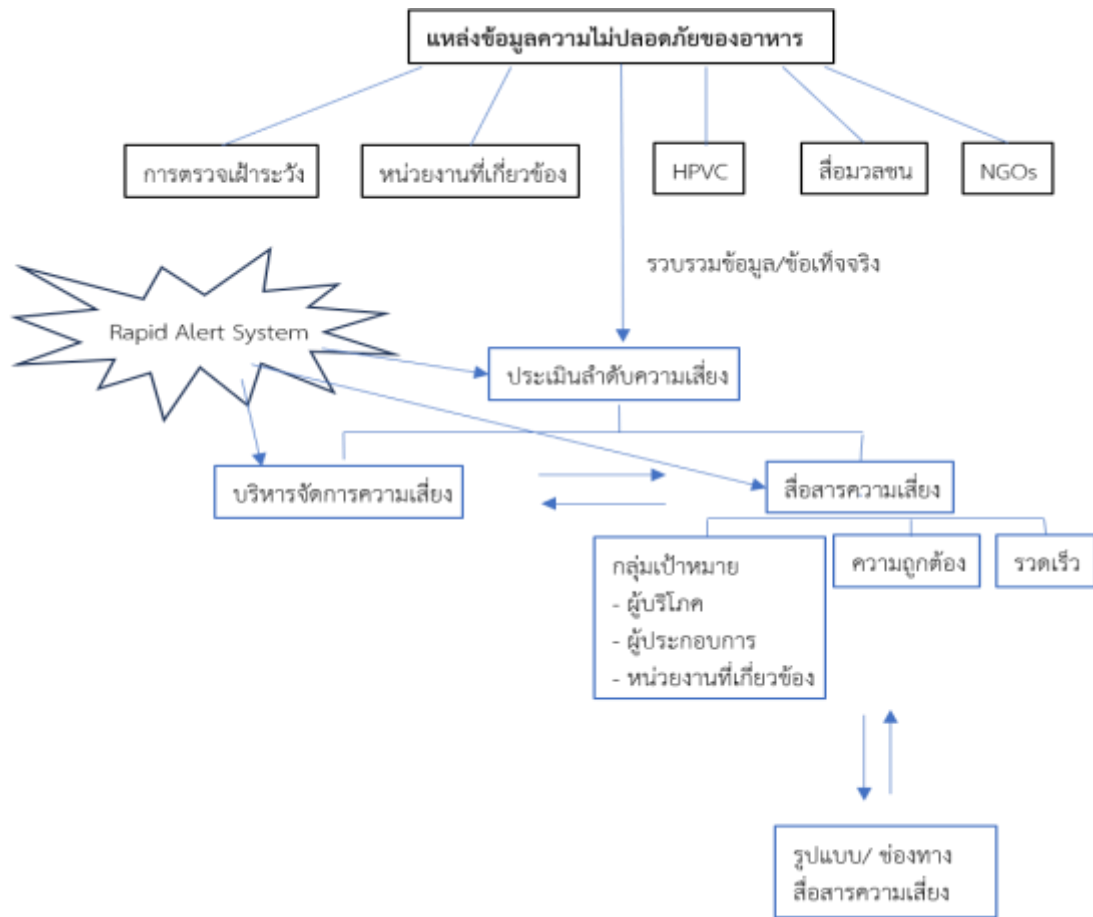 แหล่งข้อมูลความไม่ปลอดภัยของอาหาร
การตรวจเฝ้าระวัง
หน่วยงานที่เกี่ยวข้อง
HPVC
สื่อมวลชน
NGOs
รวบรวมข้อมูล/ข้อเท็จจริง
Rapid Alert System
ประเมินลำดับความเสี่ยง
บริหารจัดการความเสี่ยง
สื่อสารความเสี่ยง
กลุ่มเป้าหมาย
- ผู้บริโภค
- ผู้ประกอบการ
- หน่วยงานที่เกี่ยวข้อง
ความถูกต้อง
รวดเร็ว
รูปแบบ/ ช่องทาง
สื่อสารความเสี่ยง